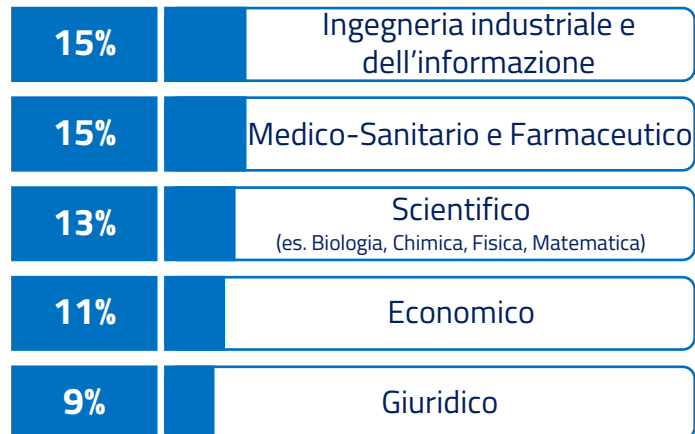 15%
Ingegneria industriale e
dell’informazione
15%
Medico-Sanitario e Farmaceutico
13%
Scientifico
(es. Biologia, Chimica, Fisica, Matematica)
11%
Economico
9%
Giuridico